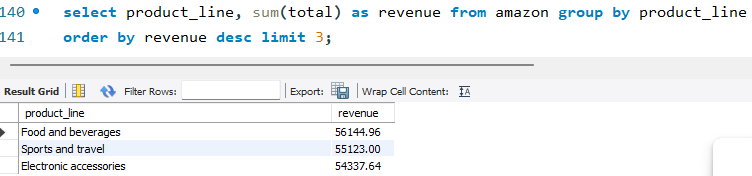 140 select product_line, sum(total) as revenue from amazon group by product_line
141 order by revenue desc limit 3;
Result Grid Filter Rows: Export: Wrap Cell Content:
product_line revenue
Food and beverages 56144.96
Sports and travel 55123.00
Electronic accessories 54337.64